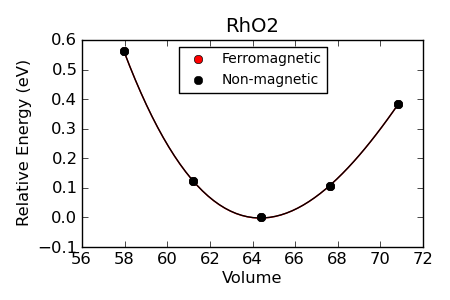 RhO2
Relative Energy (eV)
0.6
0.5
0.4
0.3
0.2
0.1
0.0
−0.1
Ferromagnetic
Non-magnetic
56 58 60 62 64 66 68 70 72
Volume